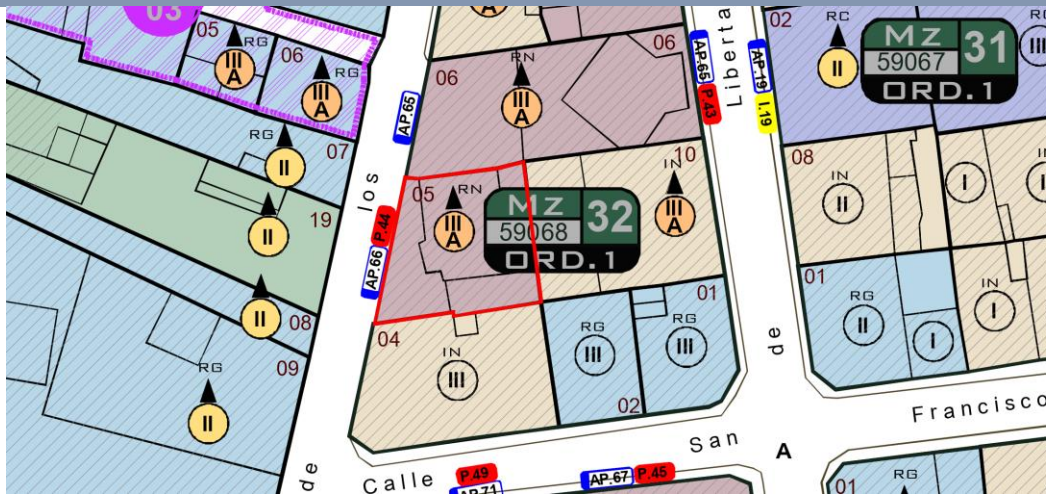 03
05
RG
III
A
06
RG
III
A
RG
II
07
19
II
II
08
09
RG
II
A
06
RN
III
A
06
AP.65
AP.65
P.43
Liberta
AP.19
I.19
los
05
RN
III
A
P.44
AP.66
10
IN
III
A
Mz
59068
32
ORD.1
04
IN
III
RG
III
02
RG
III
01
02
RC
II
Mz
59067
31
ORD.1
RG
08
IN
II
I
01
RG
II
I
IN
I
de
de
Calle
San
Francisco
A
P.49
AP.71
AP.67
P.45
01
RG